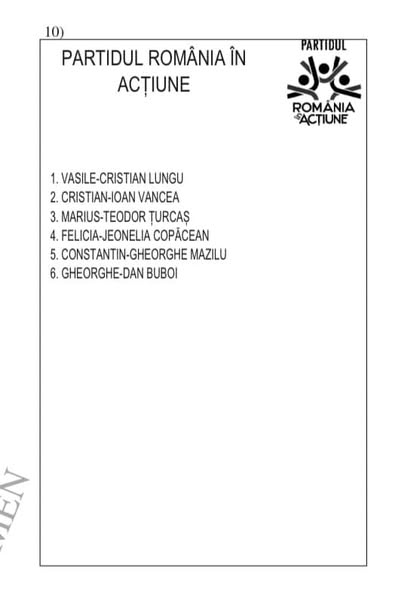 10)
PARTIDUL ROMÂNIA ÎN
ACȚIUNE
PARTIDUL
ROMÂNIA
ÎN ACȚIUNE
1. VASILE-CRISTIAN LUNGU
2. CRISTIAN-IOAN VANCEA
3. MARIUS-TEODOR ȚURCAȘ
4. FELICIA-JEONELIA COPĂCEAN
5. CONSTANTIN-GHEORGHE MAZILU
6. GHEORGHE-DAN BUBOI
MEN